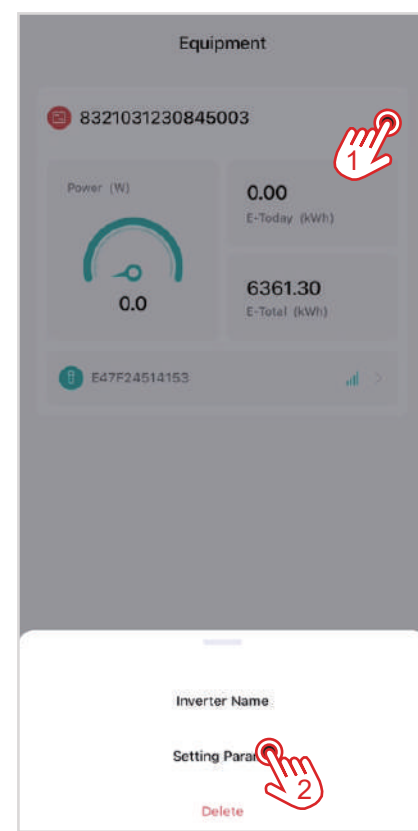 Equipment
8321031230845003
1
Power (W)
0.0
0.00
E-Today (kWh)
6361.30
E-Total (kWh)
E47F24514153
Inverter Name
Setting Param
2
Delete